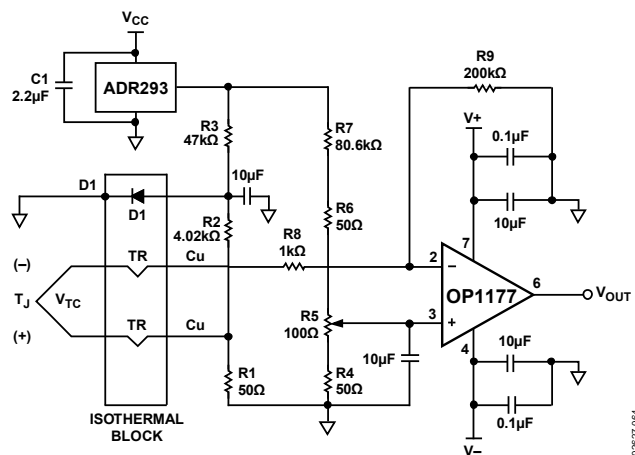 VCC
C1
2.2µF
ADR293
R9
200kΩ
V+
R3
47kΩ
R7
80.6kΩ
0.1µF
D1
10µF
10µF
D1
R2
4.02kΩ
R6
50Ω
R8
1kΩ
7
(–)
TR
Cu
2
–
6
VOUT
TJ
VTC
OP1177
R5
100Ω
3
+
(+)
TR
Cu
4
10µF
10µF
R1
50Ω
R4
50Ω
0.1µF
ISOTHERMAL
BLOCK
V–
02627-064